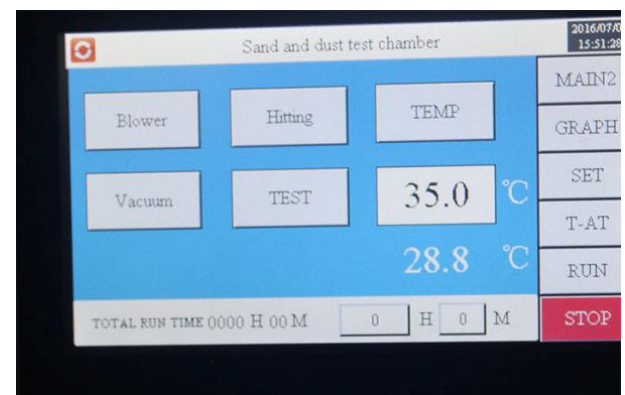 Sand and dust test chamber
2016/07/0
15:51:28
MAIN2
Blower
Hitting
TEMP
GRAPH
SET
Vacuum
TEST
35.0 ℃
T-AT
28.8 ℃
RUN
TOTAL RUN TIME 0000 H 00 M 0 H 0 M
STOP